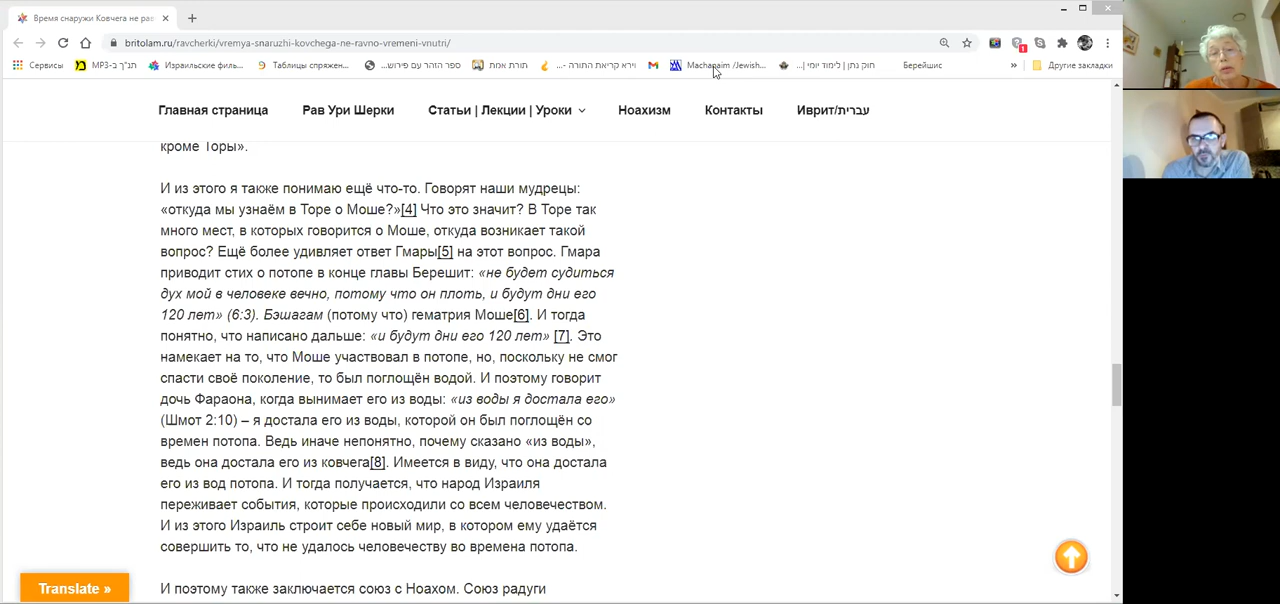 Время снаружи Ковчега не рав
britolam.ru/ravcherki/vremya-snaruzhi-kovchega-ne-ravno-vremeni-vnutri/
1
Сервисы
תנ"ך ב-MP3
Израильские филь...
Таблицы спряжен...
ספר הזהר עם פירוש...
תורת אמת
וירא קריאת התורה -...
Machanaim /Jewish...
חוק נתן | לימוד יומי |...
Берейшис
»
Другие закладки
Главная страница
Рав Ури Шерки
Статьи | Лекции | Уроки
Ноахизм
Контакты
Иврит/עברית
кроме Торы».
И из этого я также понимаю ещё что-то. Говорят наши мудрецы:
«откуда мы узнаём в Торе о Моше?»[4] Что это значит? В Торе так
много мест, в которых говорится о Моше, откуда возникает такой
вопрос? Ещё более удивляет ответ Гмары[5] на этот вопрос. Гмара
приводит стих о потопе в конце главы Берешит: «не будет судиться
дух мой в человеке вечно, потому что он плоть, и будут дни его
120 лет» (6:3). Бэшагам (потому что) гематрия Моше[6]. И тогда
понятно, что написано дальше: «и будут дни его 120 лет» [7]. Это
намекает на то, что Моше участвовал в потопе, но, поскольку не смог
спасти своё поколение, то был поглощён водой. И поэтому говорит
дочь Фараона, когда вынимает его из воды: «из воды я достала его»
(Шмот 2:10) – я достала его из воды, которой он был поглощён со
времен потопа. Ведь иначе непонятно, почему сказано «из воды»,
ведь она достала его из ковчега[8]. Имеется в виду, что она достала
его из вод потопа. И тогда получается, что народ Израиля
переживает события, которые происходили со всем человечеством.
И из этого Израиль строит себе новый мир, в котором ему удаётся
совершить то, что не удалось человечеству во времена потопа.
И поэтому также заключается союз с Ноахом. Союз радуги
Translate »